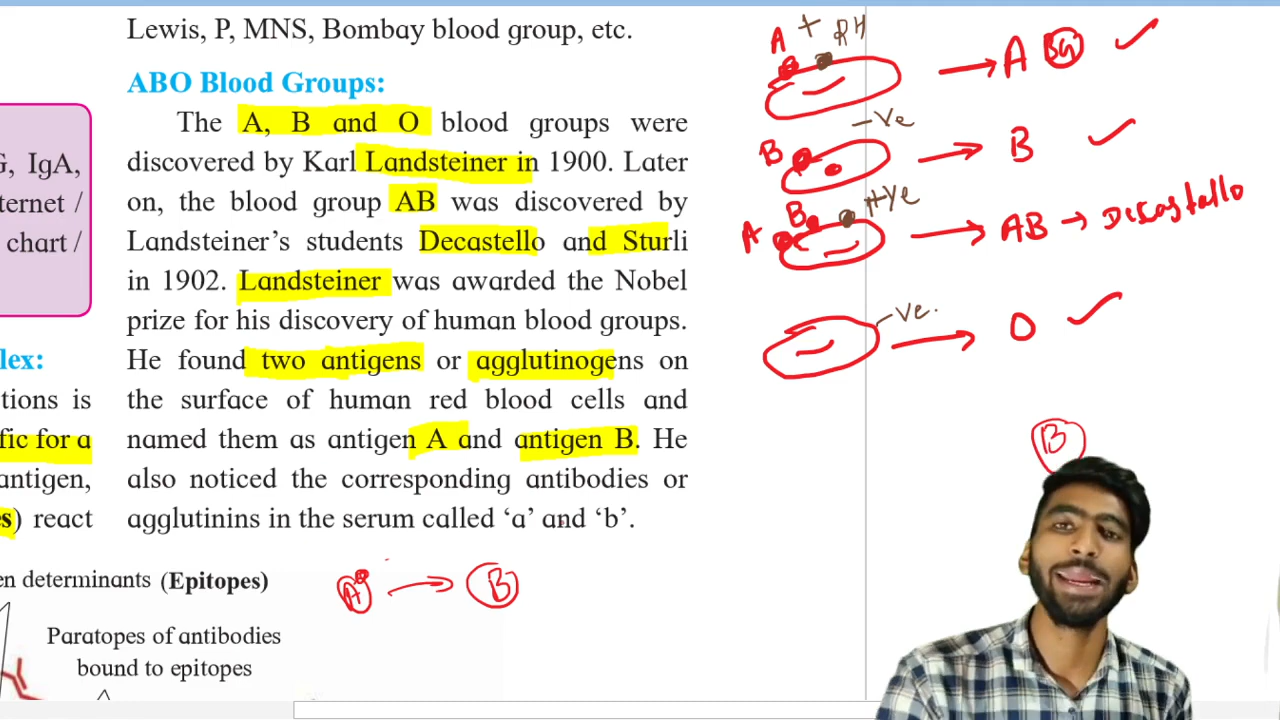 Lewis, P, MNS, Bombay blood group, etc.
ABO Blood Groups:
The A, B and O blood groups were
discovered by Karl Landsteiner in 1900. Later
on, the blood group AB was discovered by
Landsteiner's students Decastello and Sturli
in 1902. Landsteiner was awarded the Nobel
prize for his discovery of human blood groups.
He found two antigens or agglutinogens on
the surface of human red blood cells and
named them as antigen A and antigen B. He
also noticed the corresponding antibodies or
agglutinins in the serum called 'a' and 'b'.
G, IgA,
ternet /
chart /
lex:
tions is
fic for a
antigen,
s) react
en determinants (Epitopes)
Paratopes of antibodies
bound to epitopes
A → B
A + RH
→ A BG ✓
-ve
B → B ✓
+ve
A B → AB → Decastello
-ve.
→ O ✓
B